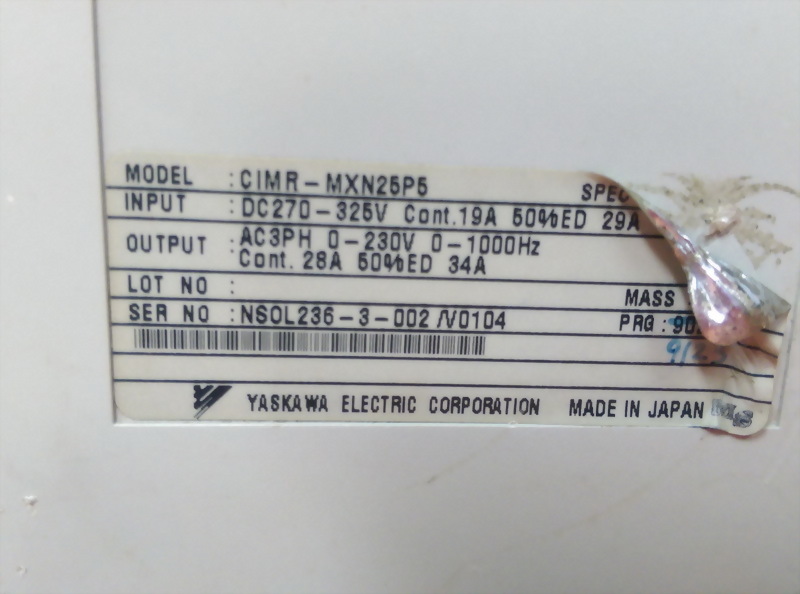 MODEL : CIMR-MXN25P5 SPEC
INPUT : DC270-325V Cont.19A 50%ED 29A
OUTPUT : AC3PH 0-230V 0-1000Hz
Cont. 28A 50%ED 34A
LOT NO :
MASS
SER NO : NSOL236-3-002/V0104 PRG : 90
YASKAWA ELECTRIC CORPORATION MADE IN JAPAN